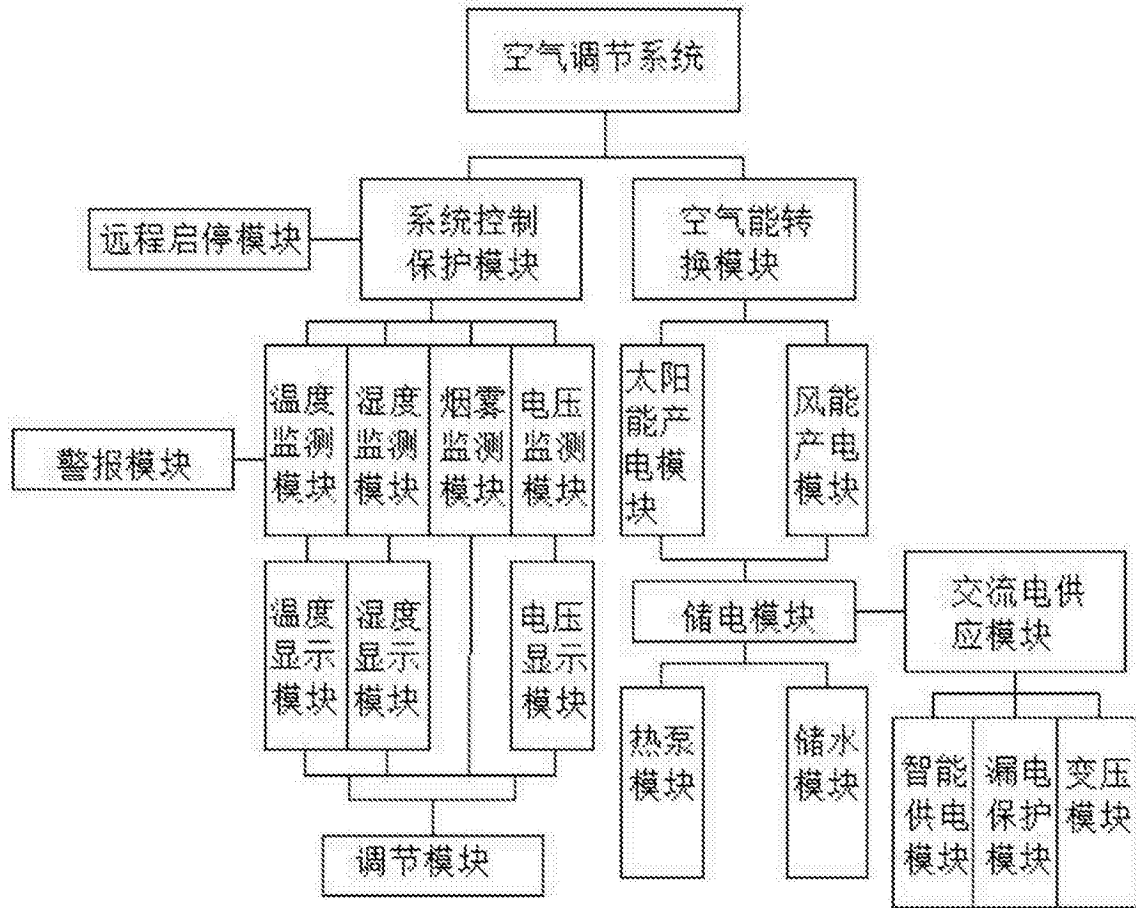 空气调节系统
远程启停模块
系统控制
保护模块
空气能转
换模块
警报模块
温度
监测
模块
湿度
监测
模块
烟雾
监测
模块
电压
监测
模块
太阳
能产
电模
块
风能
产电
模块
温度
显示
模块
湿度
显示
模块
电压
显示
模块
储电模块
交流电供
应模块
调节模块
热泵
模块
储水
模块
智能
供电
模块
漏电
保护
模块
变压
模块